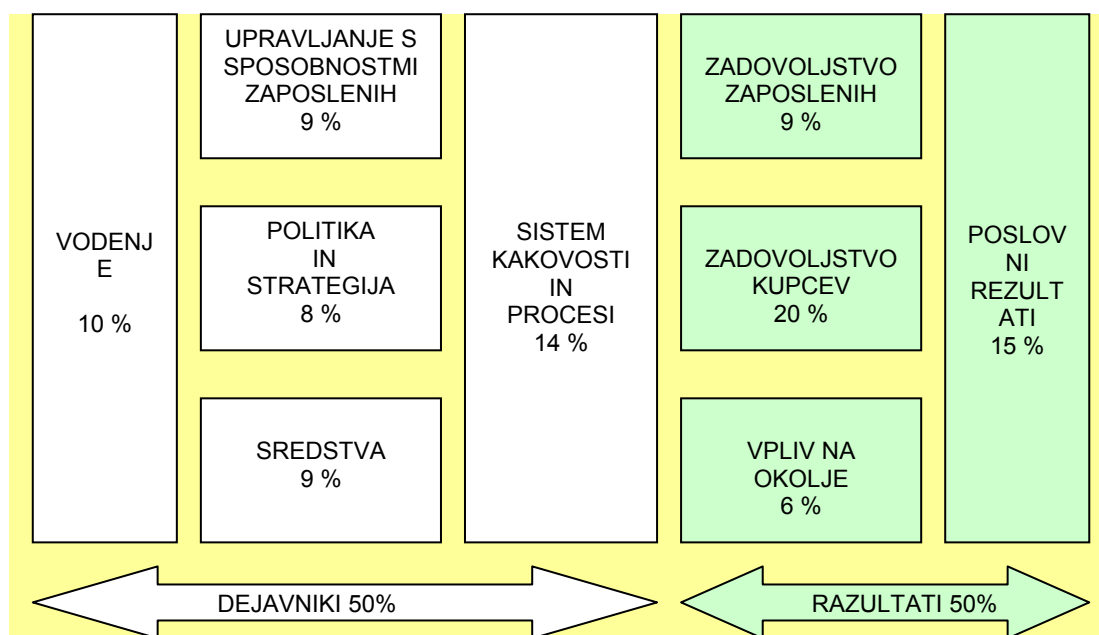 VODENJ
E
10 %
UPRAVLJANJE S
SPOSOBNOSTMI
ZAPOSLENIH
9 %
POLITIKA
IN
STRATEGIJA
8 %
SREDSTVA
9 %
SISTEM
KAKOVOSTI
IN
PROCESI
14 %
ZADOVOLJSTVO
ZAPOSLENIH
9 %
ZADOVOLJSTVO
KUPCEV
20 %
VPLIV NA
OKOLJE
6 %
POSLOV
NI
REZULT
ATI
15 %
DEJAVNIKI 50%
RAZULTATI 50%